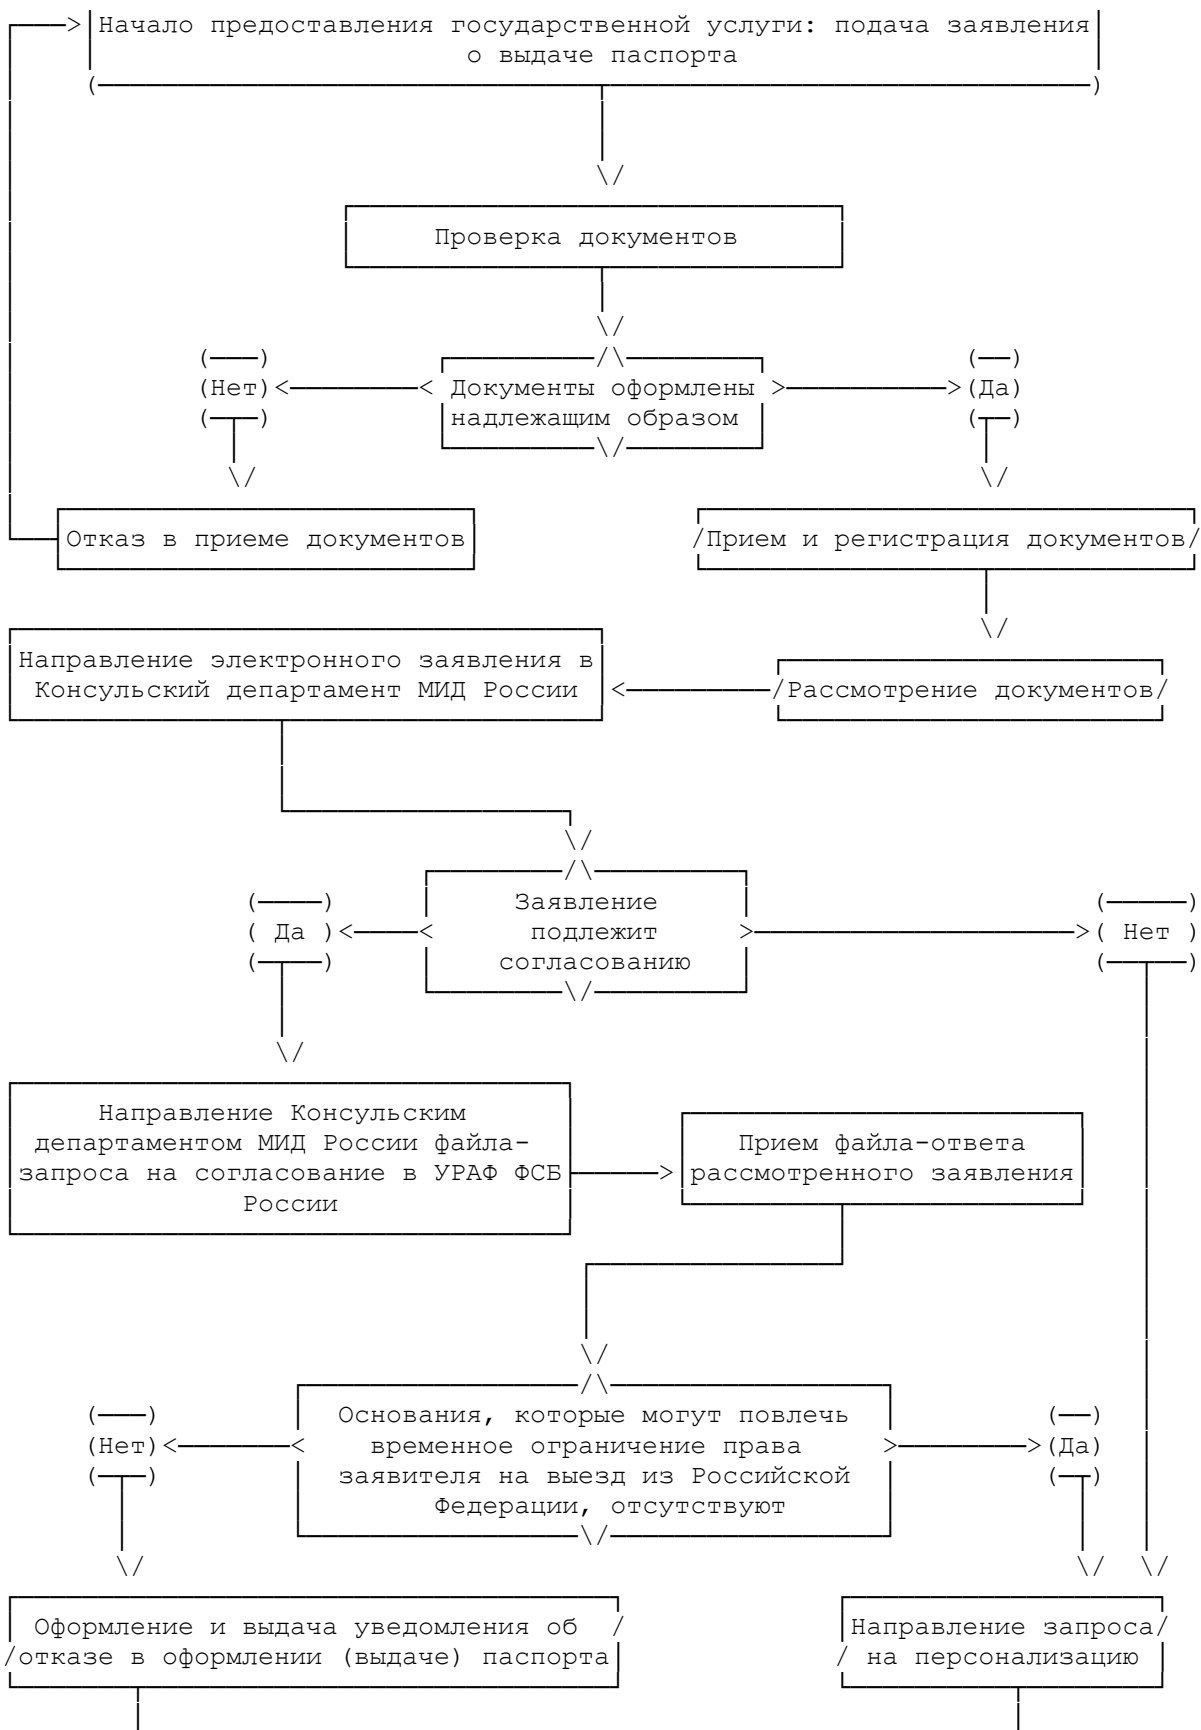 Начало предоставления государственной услуги: подача заявления
о выдаче паспорта
Проверка документов
(Нет)
Документы оформлены
надлежащим образом
(Да)
Отказ в приеме документов
/Прием и регистрация документов/
Направление электронного заявления в
Консульский департамент МИД России
/Рассмотрение документов/
Заявление
подлежит
согласованию
( Да )
( Нет )
Направление Консульским
департаментом МИД России файла-
запроса на согласование в УРАФ ФСБ
России
Прием файла-ответа
рассмотренного заявления
Основания, которые могут повлечь
временное ограничение права
заявителя на выезд из Российской
Федерации, отсутствуют
(Нет)
(Да)
Оформление и выдача уведомления об /
/отказе в оформлении (выдаче) паспорта
Направление запроса/
/ на персонализацию